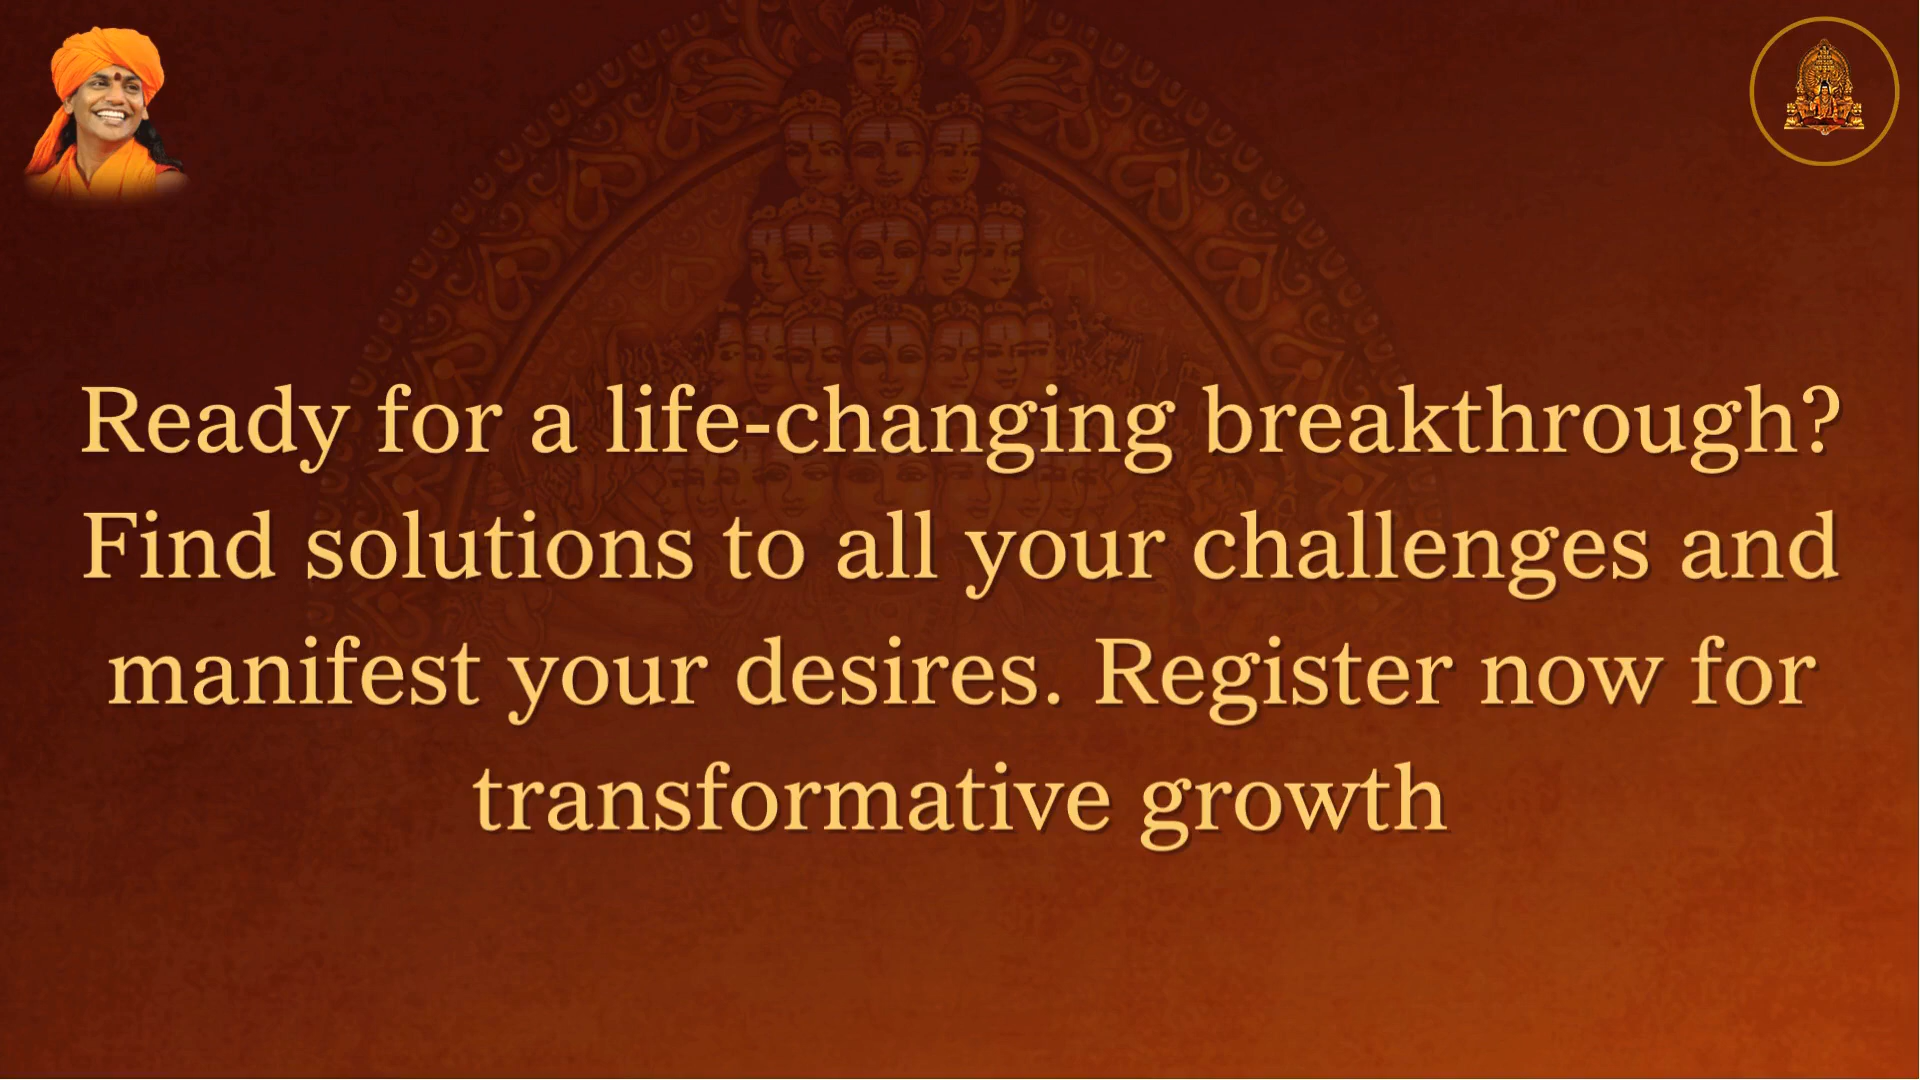 Ready for a life-changing breakthrough?
Find solutions to all your challenges and
manifest your desires. Register now for
transformative growth